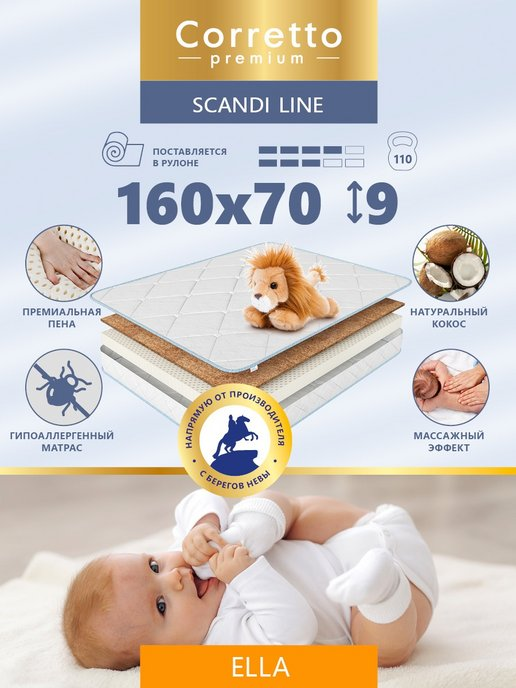 Corretto
premium
SCANDI LINE
ПОСТАВЛЯЕТСЯ
В РУЛОНЕ
110
160x70 ↕9
ПРЕМИАЛЬНАЯ
ПЕНА
НАТУРАЛЬНЫЙ
КОКОС
ГИПОАЛЛЕРГЕННЫЙ
МАТРАС
МАССАЖНЫЙ
ЭФФЕКТ
НАПРЯМУЮ ОТ ПРОИЗВОДИТЕЛЯ
С БЕРЕГОВ НЕВЫ
ELLA